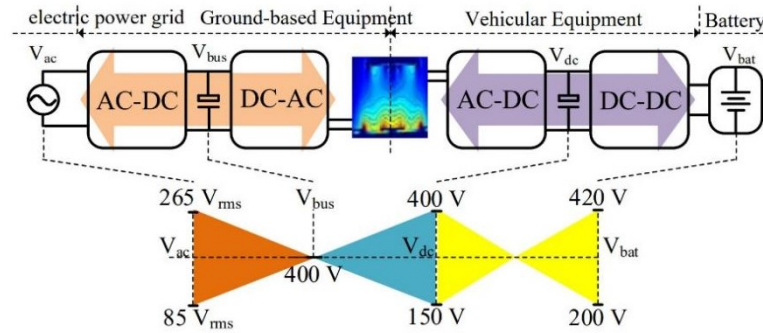 electric power grid Ground-based Equipment Vehicular Equipment Battery
Vac Vbus Vdc Vbat
AC-DC DC-AC AC-DC DC-DC
265 Vrms Vbus 400 V 420 V
Vac Vdc Vbat
400 V
85 Vrms 150 V 200 V